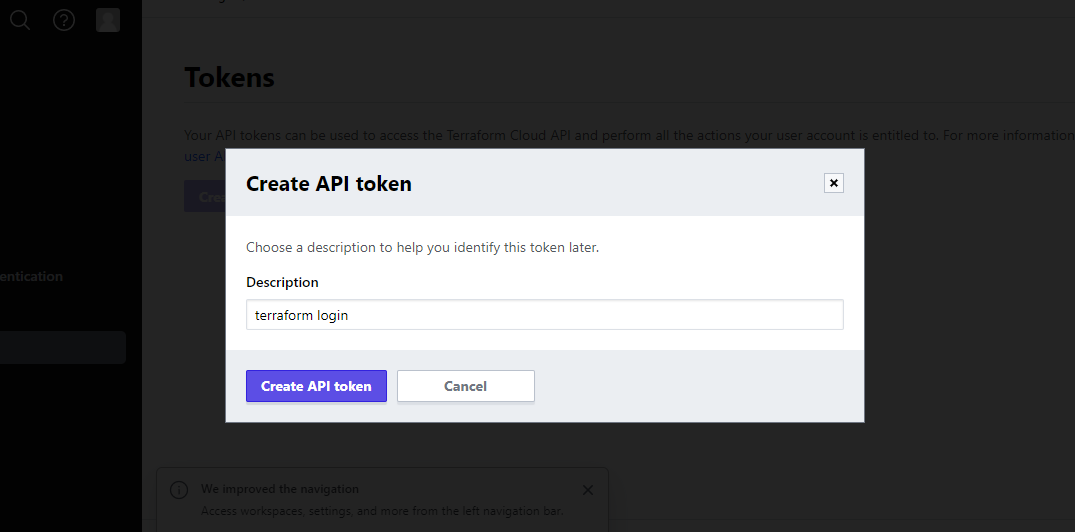 Tokens
Your API tokens can be used to access the Terraform Cloud API and perform all the actions your user account is entitled to. For more information
user A
Create API token
Crea
Choose a description to help you identify this token later.
entication
Description
terraform login
Create API token
Cancel
We improved the navigation
Access workspaces, settings, and more from the left navigation bar.